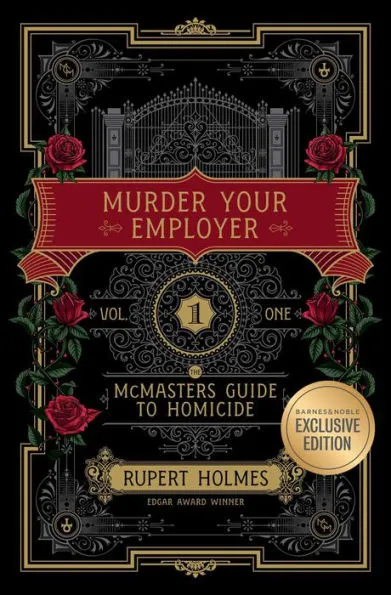 MURDER YOUR
EMPLOYER
VOL. 1 ONE
THE
McMASTERS GUIDE
TO HOMICIDE
BARNES&NOBLE
EXCLUSIVE
EDITION
RUPERT HOLMES
EDGAR AWARD WINNER